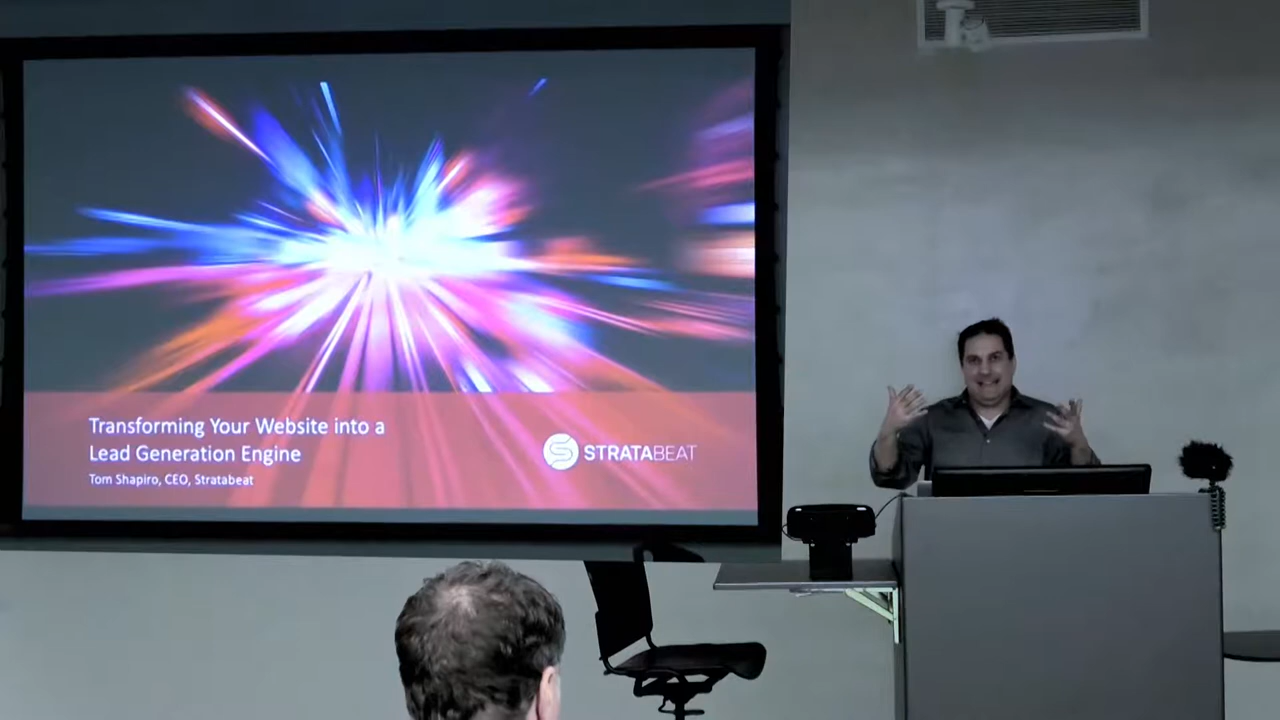 Transforming Your Website into a
Lead Generation Engine
Tom Shapiro, CEO, Stratabeat
STRATABEAT